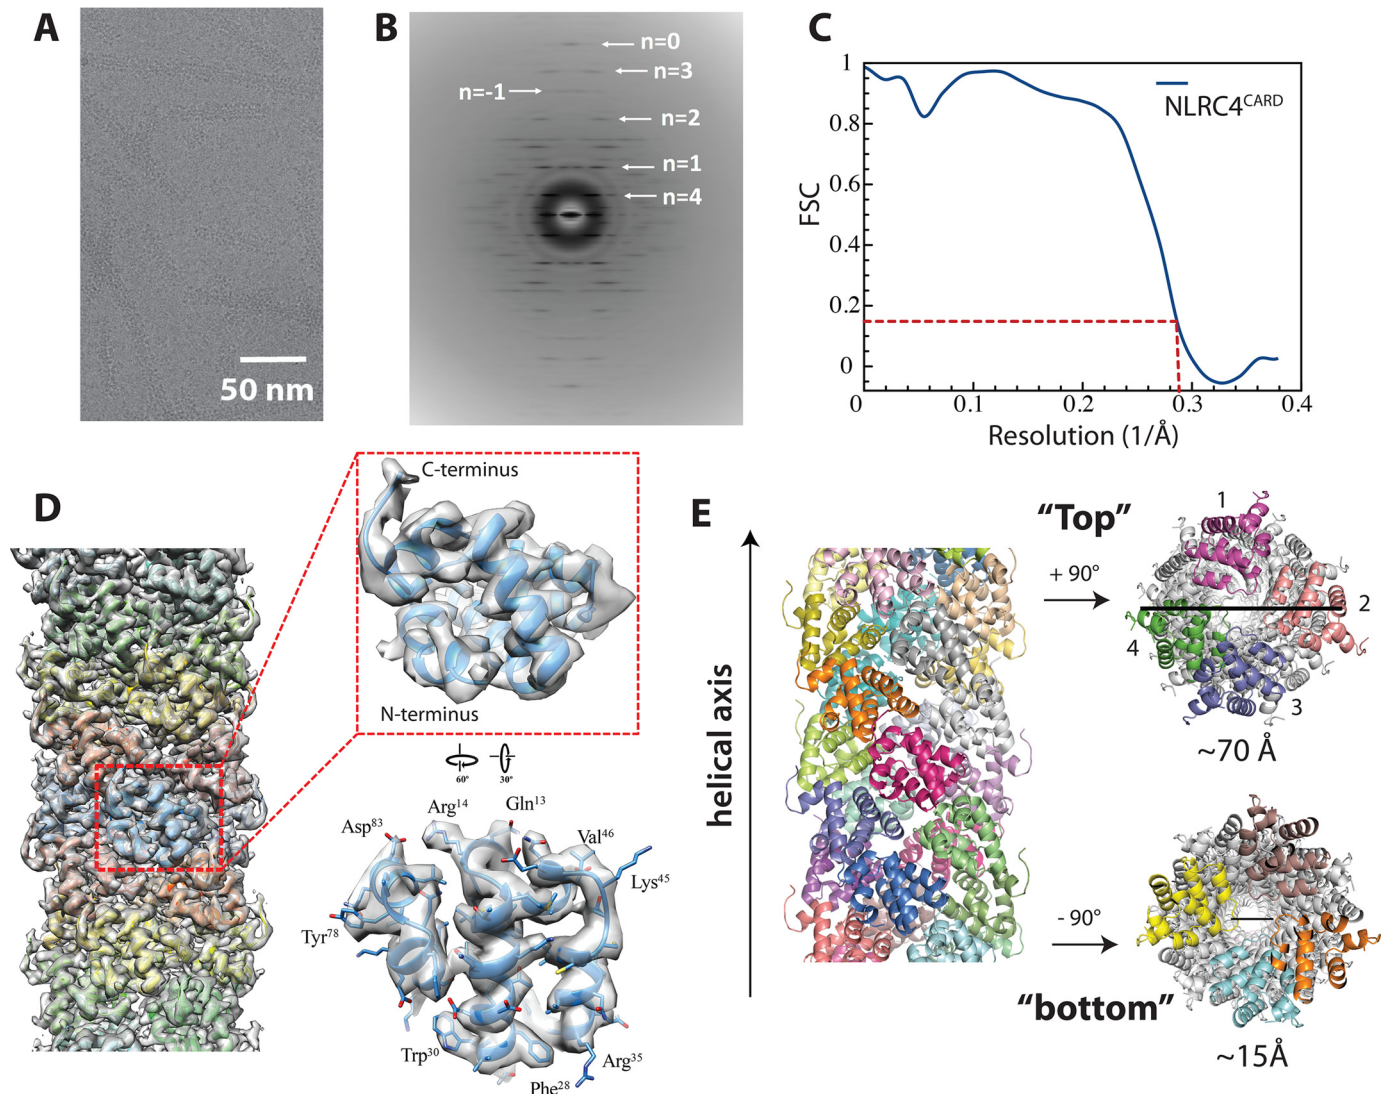 A
50 nm
B
n=0
n=3
n=-1
n=2
n=1
n=4
C
1
0.8
0.6
0.4
0.2
0
FSC
NLRC4CARD
0
0.1
0.2
0.3
0.4
Resolution (1/Å)
D
C-terminus
N-terminus
60°
30°
Arg14
Gln13
Asp83
Val46
Lys45
Tyr78
Trp30
Arg35
Phe28
E
helical axis
“Top”
+ 90°
1
2
3
4
~70 Å
- 90°
“bottom”
~15Å